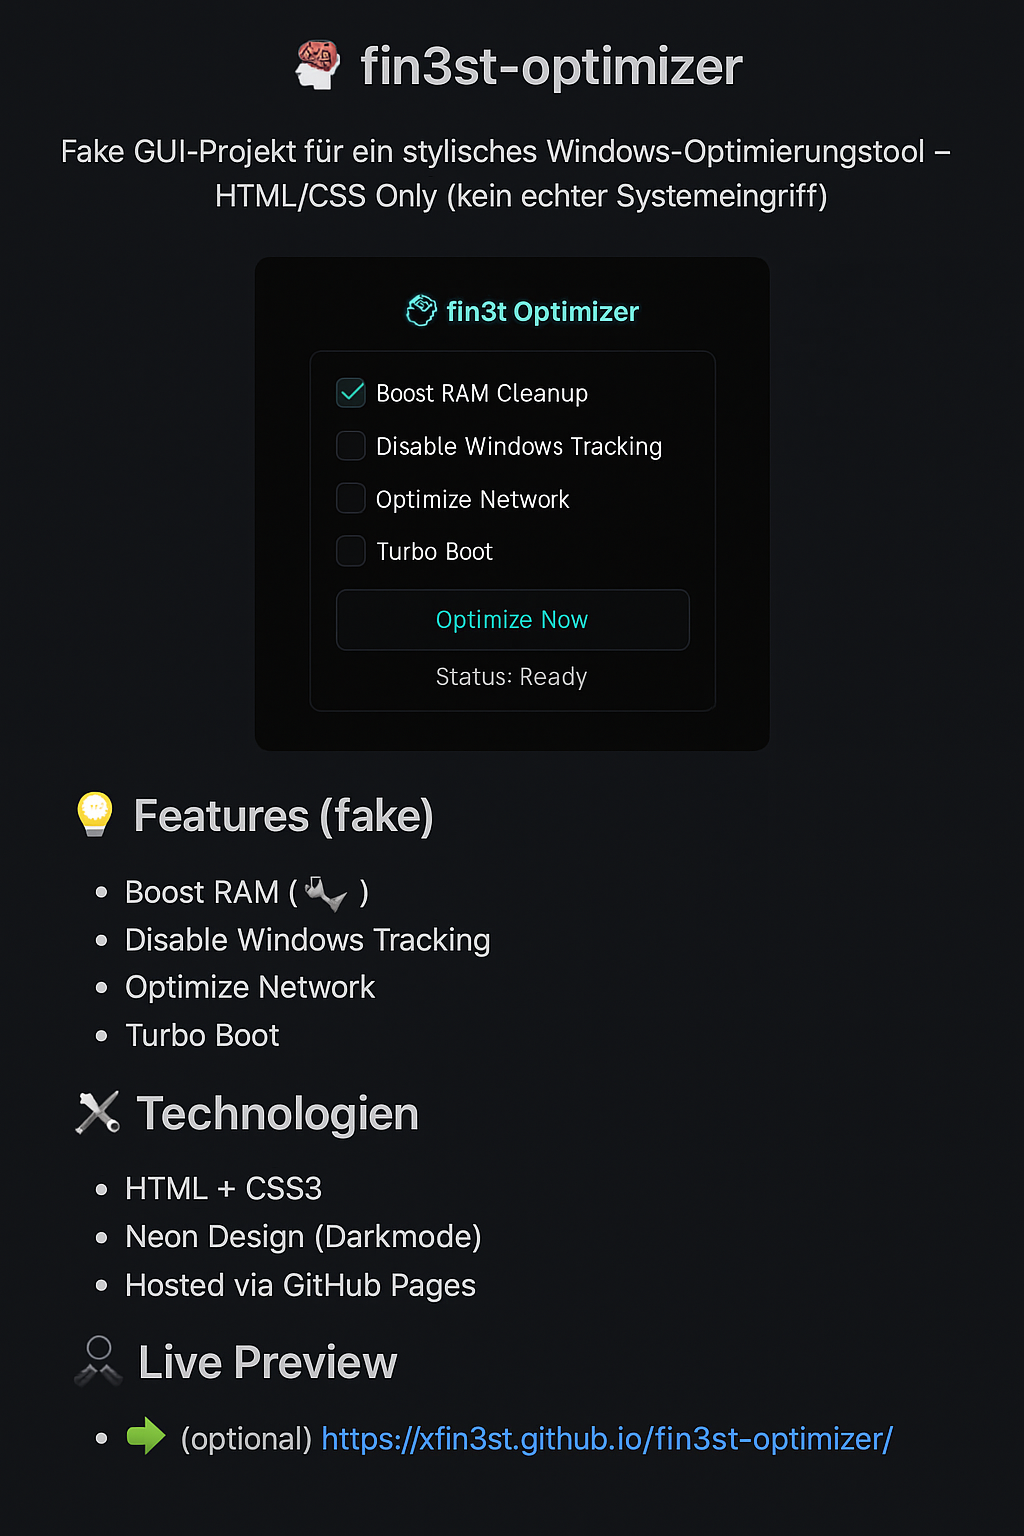 fin3st-optimizer
Fake GUI-Projekt für ein stylisches Windows-Optimierungstool –
HTML/CSS Only (kein echter Systemeingriff)
fin3t Optimizer
Boost RAM Cleanup
Disable Windows Tracking
Optimize Network
Turbo Boot
Optimize Now
Status: Ready
Features (fake)
Boost RAM ( )
Disable Windows Tracking
Optimize Network
Turbo Boot
Technologien
HTML + CSS3
Neon Design (Darkmode)
Hosted via GitHub Pages
Live Preview
(optional) https://xfin3st.github.io/fin3st-optimizer/